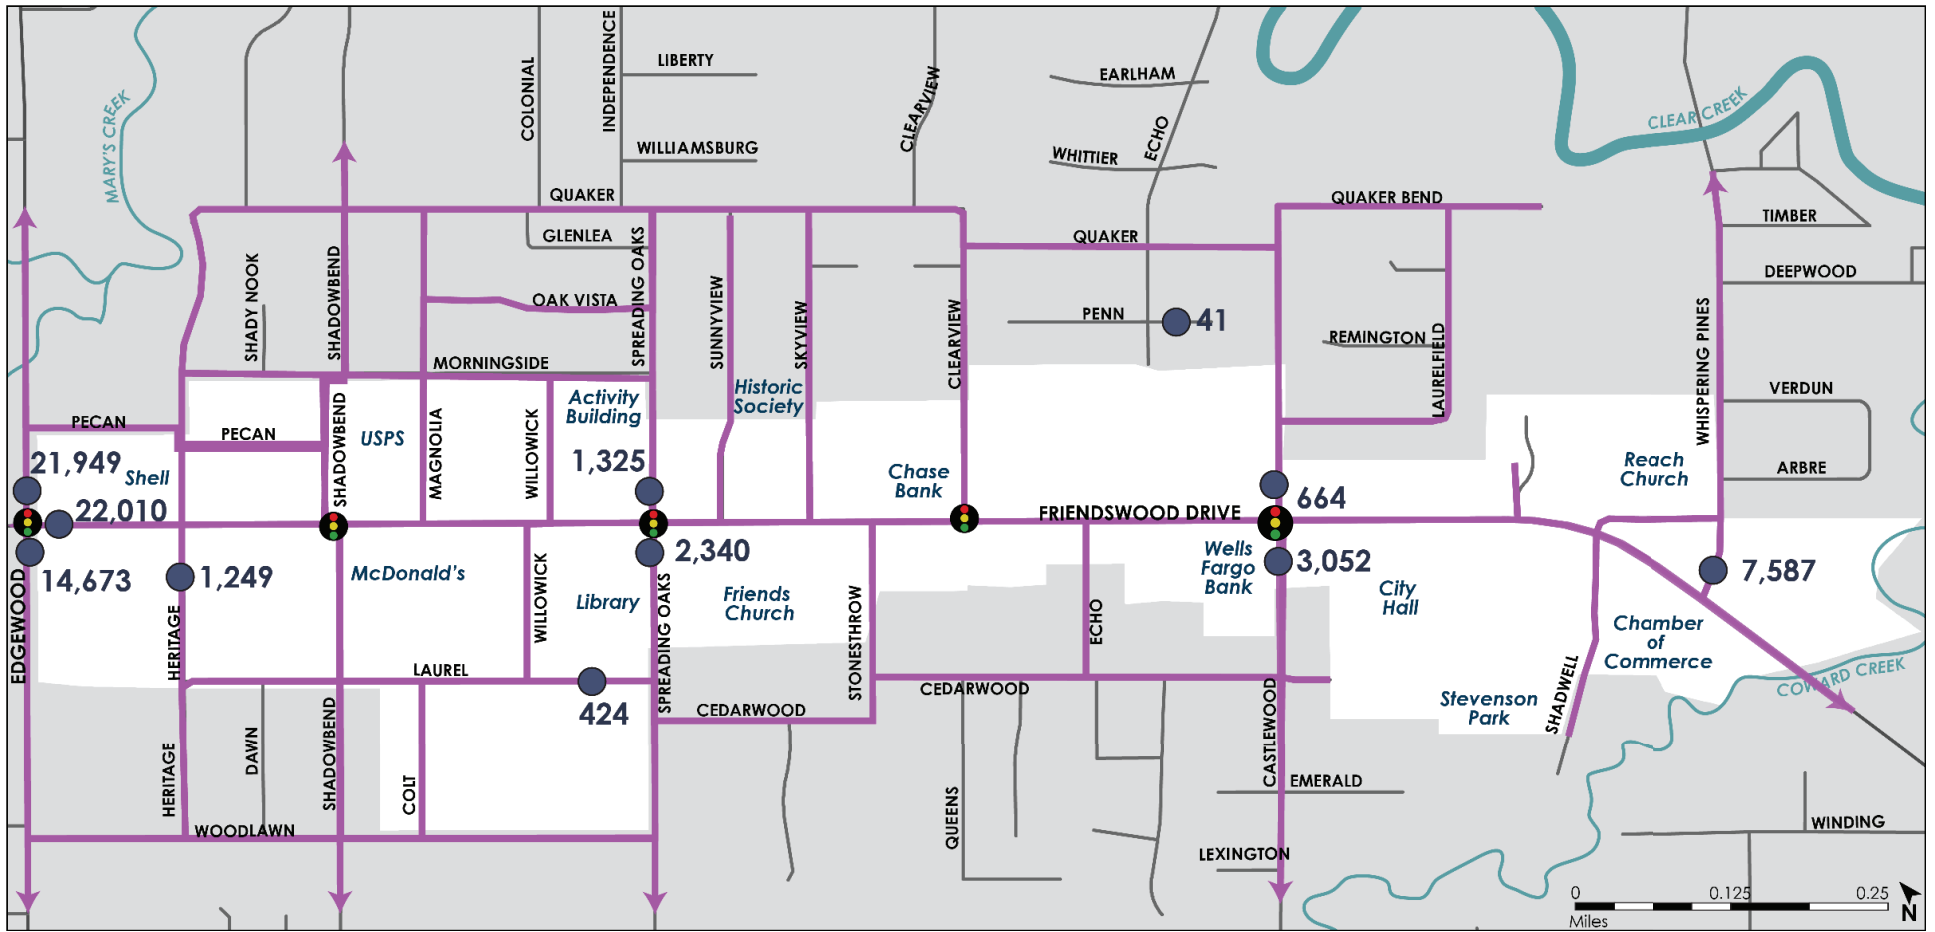 LIBERTY
EARLHAM
COLONIAL
INDEPENDENCE
CLEARVIEW
MARY'S CREEK
CLEAR CREEK
WILLIAMSBURG
WHITTIER
ECHO
QUAKER
QUAKER BEND
TIMBER
GLENLEA
QUAKER
DEEPWOOD
SHADY NOOK
SHADOWBEND
OAK VISTA
SPREADING OAKS
SUNNYVIEW
SKYVIEW
CLEARVIEW
PENN
41
REMINGTON
LAURELFIELD
WHISPERING PINES
MORNINGSIDE
VERDUN
Historic
Society
Activity
Building
PECAN
PECAN
SHADOWBEND
USPS
MAGNOLIA
WILLOWICK
21,949
Shell
1,325
Chase
Bank
Reach
Church
ARBRE
22,010
664
FRIENDSWOOD DRIVE
2,340
Wells
Fargo
Bank
3,052
7,587
14,673
1,249
McDonald's
WILLOWICK
Library
Friends
Church
City
Hall
EDGEWOOD
HERITAGE
SPREADING OAKS
STONESTHROW
ECHO
Chamber
of
Commerce
LAUREL
CEDARWOOD
COWARD CREEK
424
CEDARWOOD
Stevenson
Park
SHADWELL
HERITAGE
DAWN
SHADOWBEND
COLT
CASTLEWOOD
EMERALD
QUEENS
WOODLAWN
WINDING
LEXINGTON
0 0.125 0.25
Miles
N